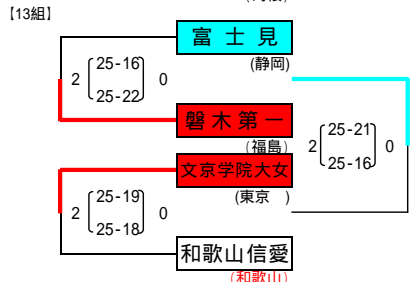 【13組】
富士見
(静岡)
2 25-16 0
25-22
磐木第一
(福島)
2 25-21 0
25-16
文京学院大女
(東京 )
2 25-19 0
25-18
和歌山信愛
(和歌山)